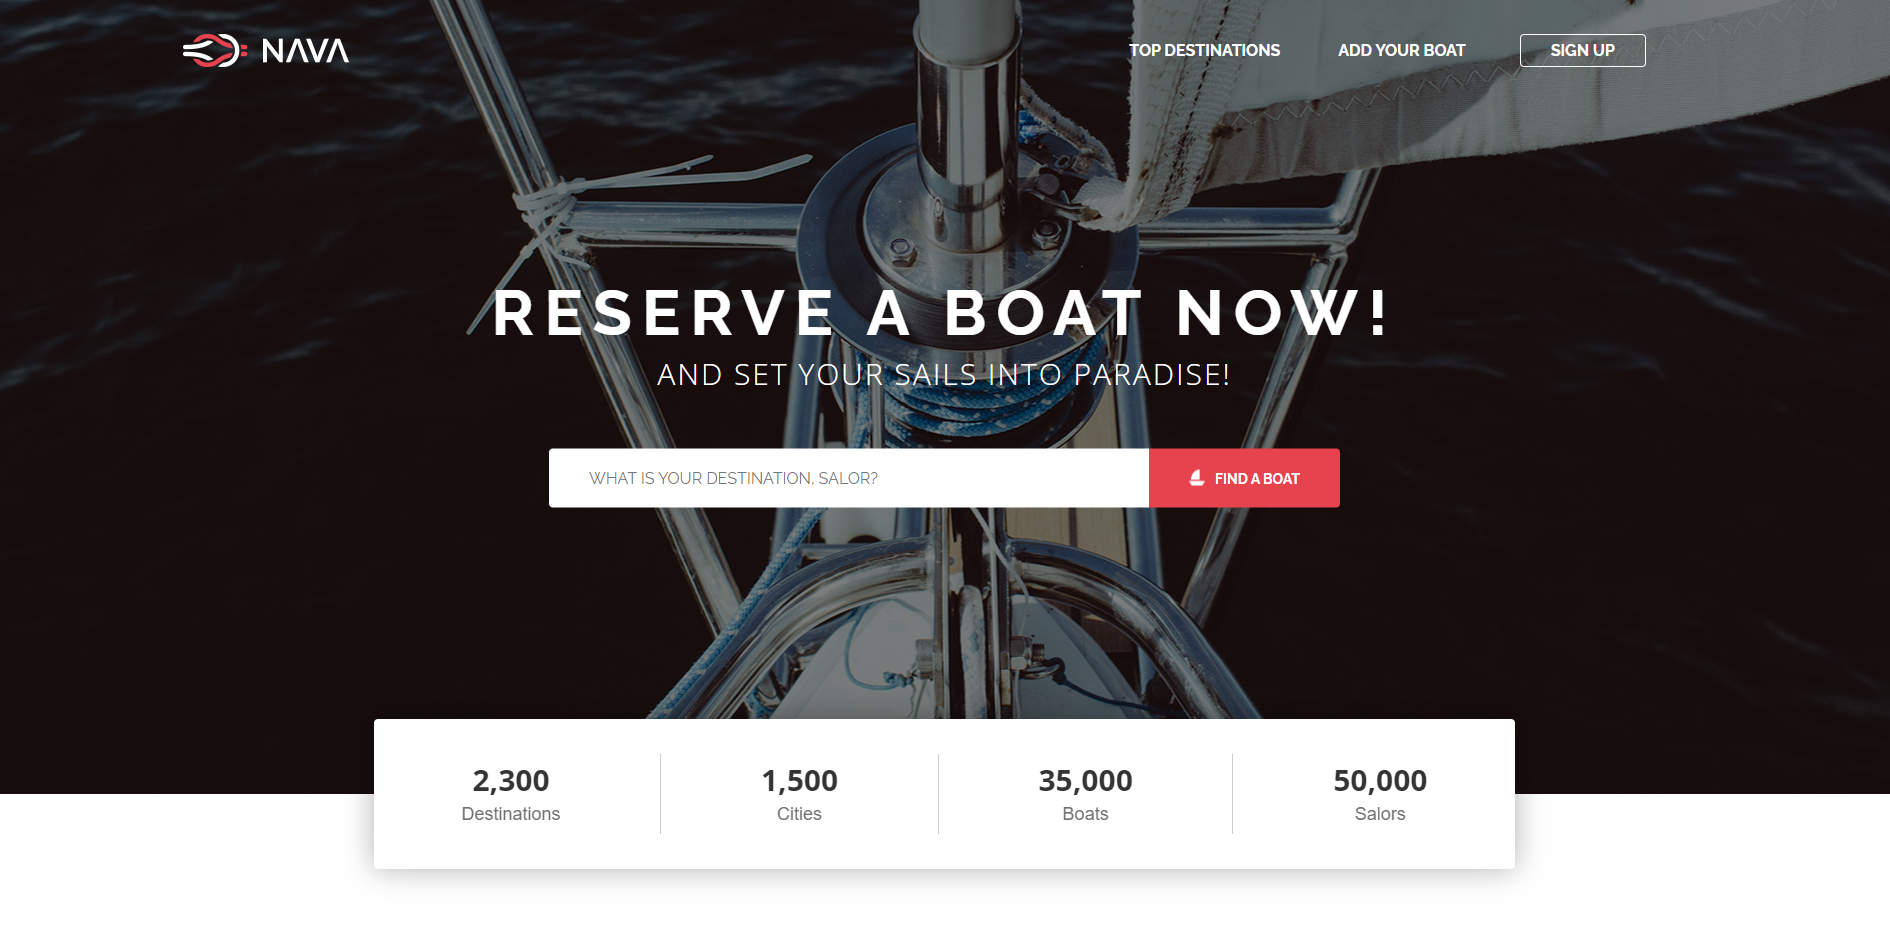 NAVA
TOP DESTINATIONS
ADD YOUR BOAT
SIGN UP
RESERVE A BOAT NOW!
AND SET YOUR SAILS INTO PARADISE!
WHAT IS YOUR DESTINATION, SALOR?
FIND A BOAT
2,300
Destinations
1,500
Cities
35,000
Boats
50,000
Salors